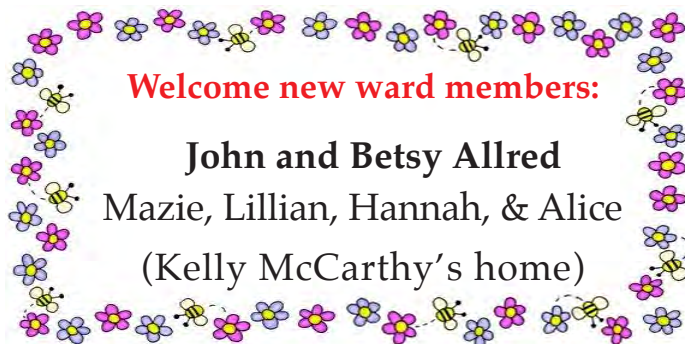 Welcome new ward members:
John and Betsy Allred
Mazie, Lillian, Hannah, & Alice
(Kelly McCarthy’s home)